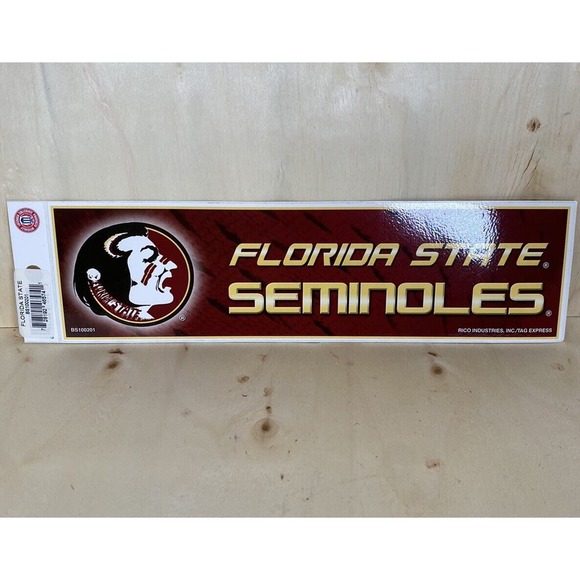 FLORIDA STATE
SEMINOLES
®
®
®
BS100201
RICO INDUSTRIES, INC./TAG EXPRESS
FLORIDA STATE